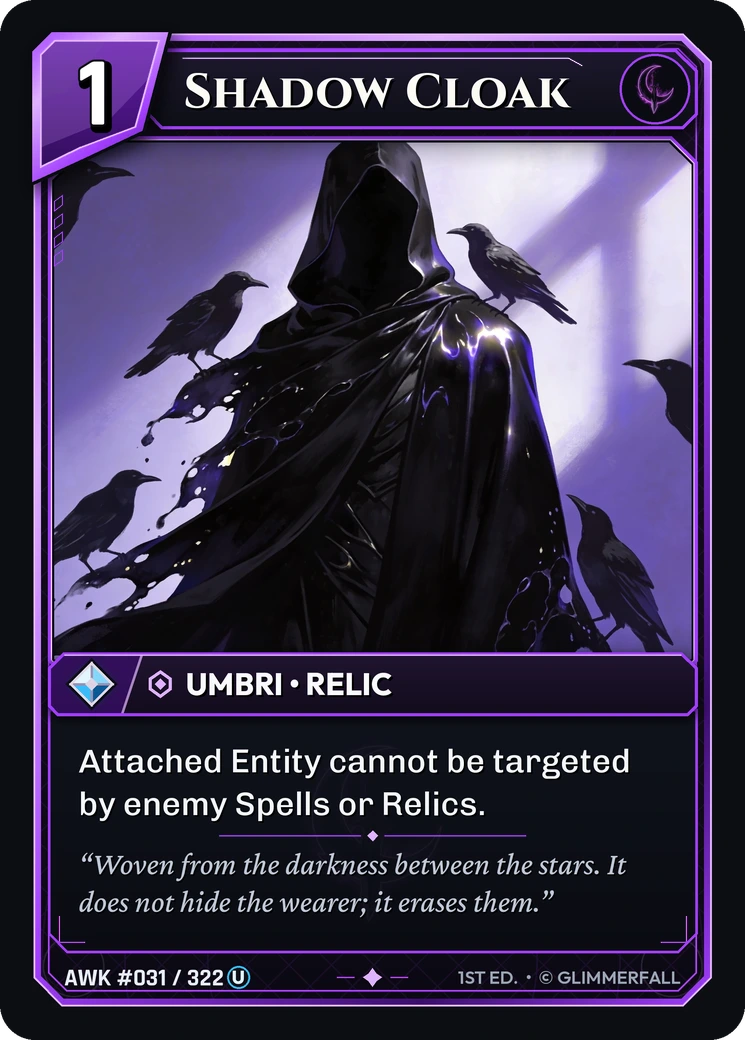 1
SHADOW CLOAK
UMBRI • RELIC
Attached Entity cannot be targeted
by enemy Spells or Relics.
“Woven from the darkness between the stars. It
does not hide the wearer; it erases them.”
AWK #031 / 322 U
1ST ED. • © GLIMMERFALL